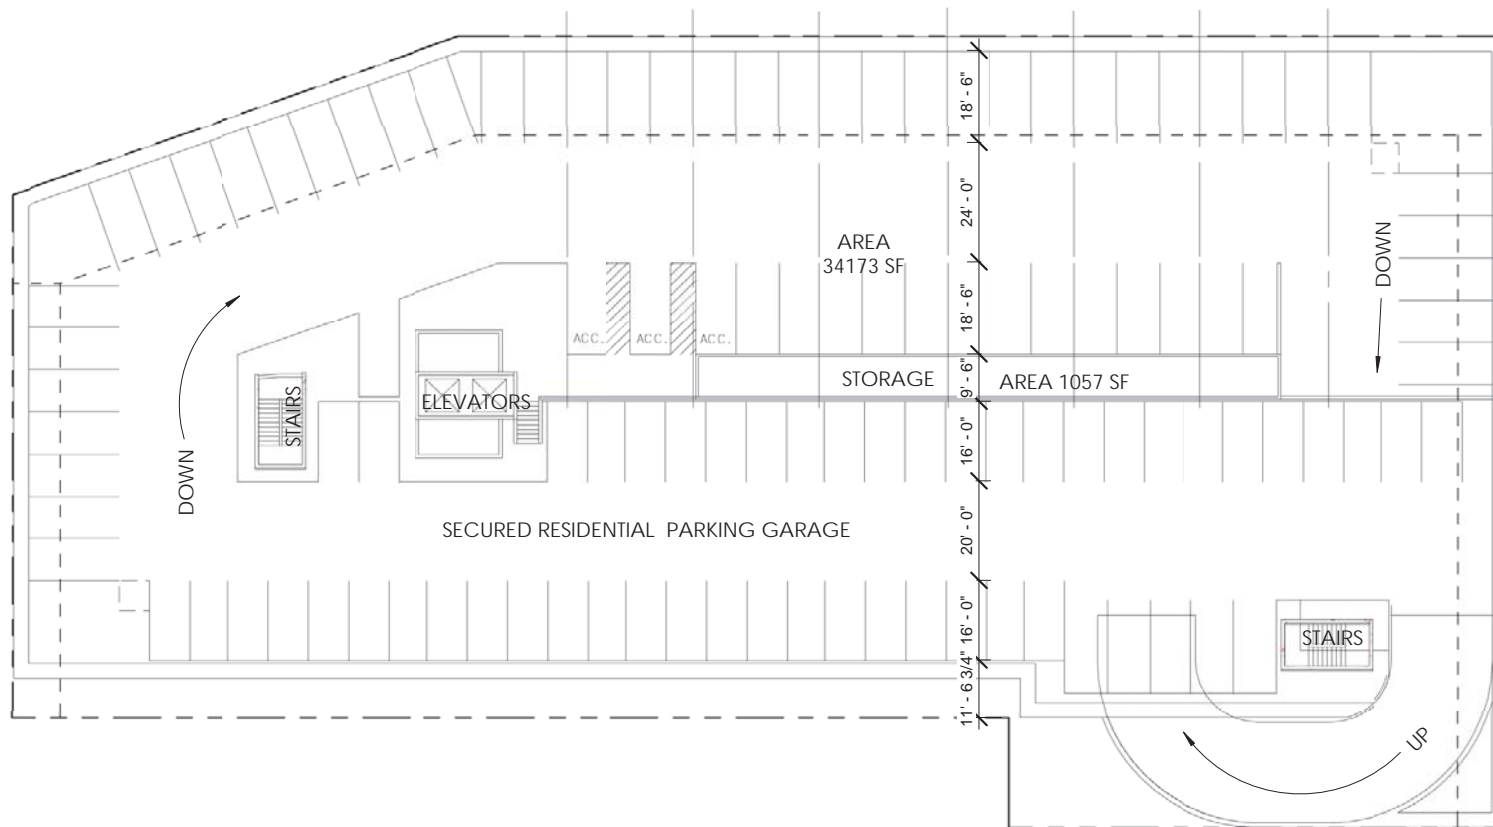 18' - 6"
24' - 0"
DOWN
AREA
34173 SF
18' - 6"
ACC.
ACC.
ACC.
STORAGE
AREA 1057 SF
9' - 6"
ELEVATORS
STAIRS
16' - 0"
DOWN
SECURED RESIDENTIAL PARKING GARAGE
20' - 0"
16' - 0"
STAIRS
11' - 6 3/4"
UP